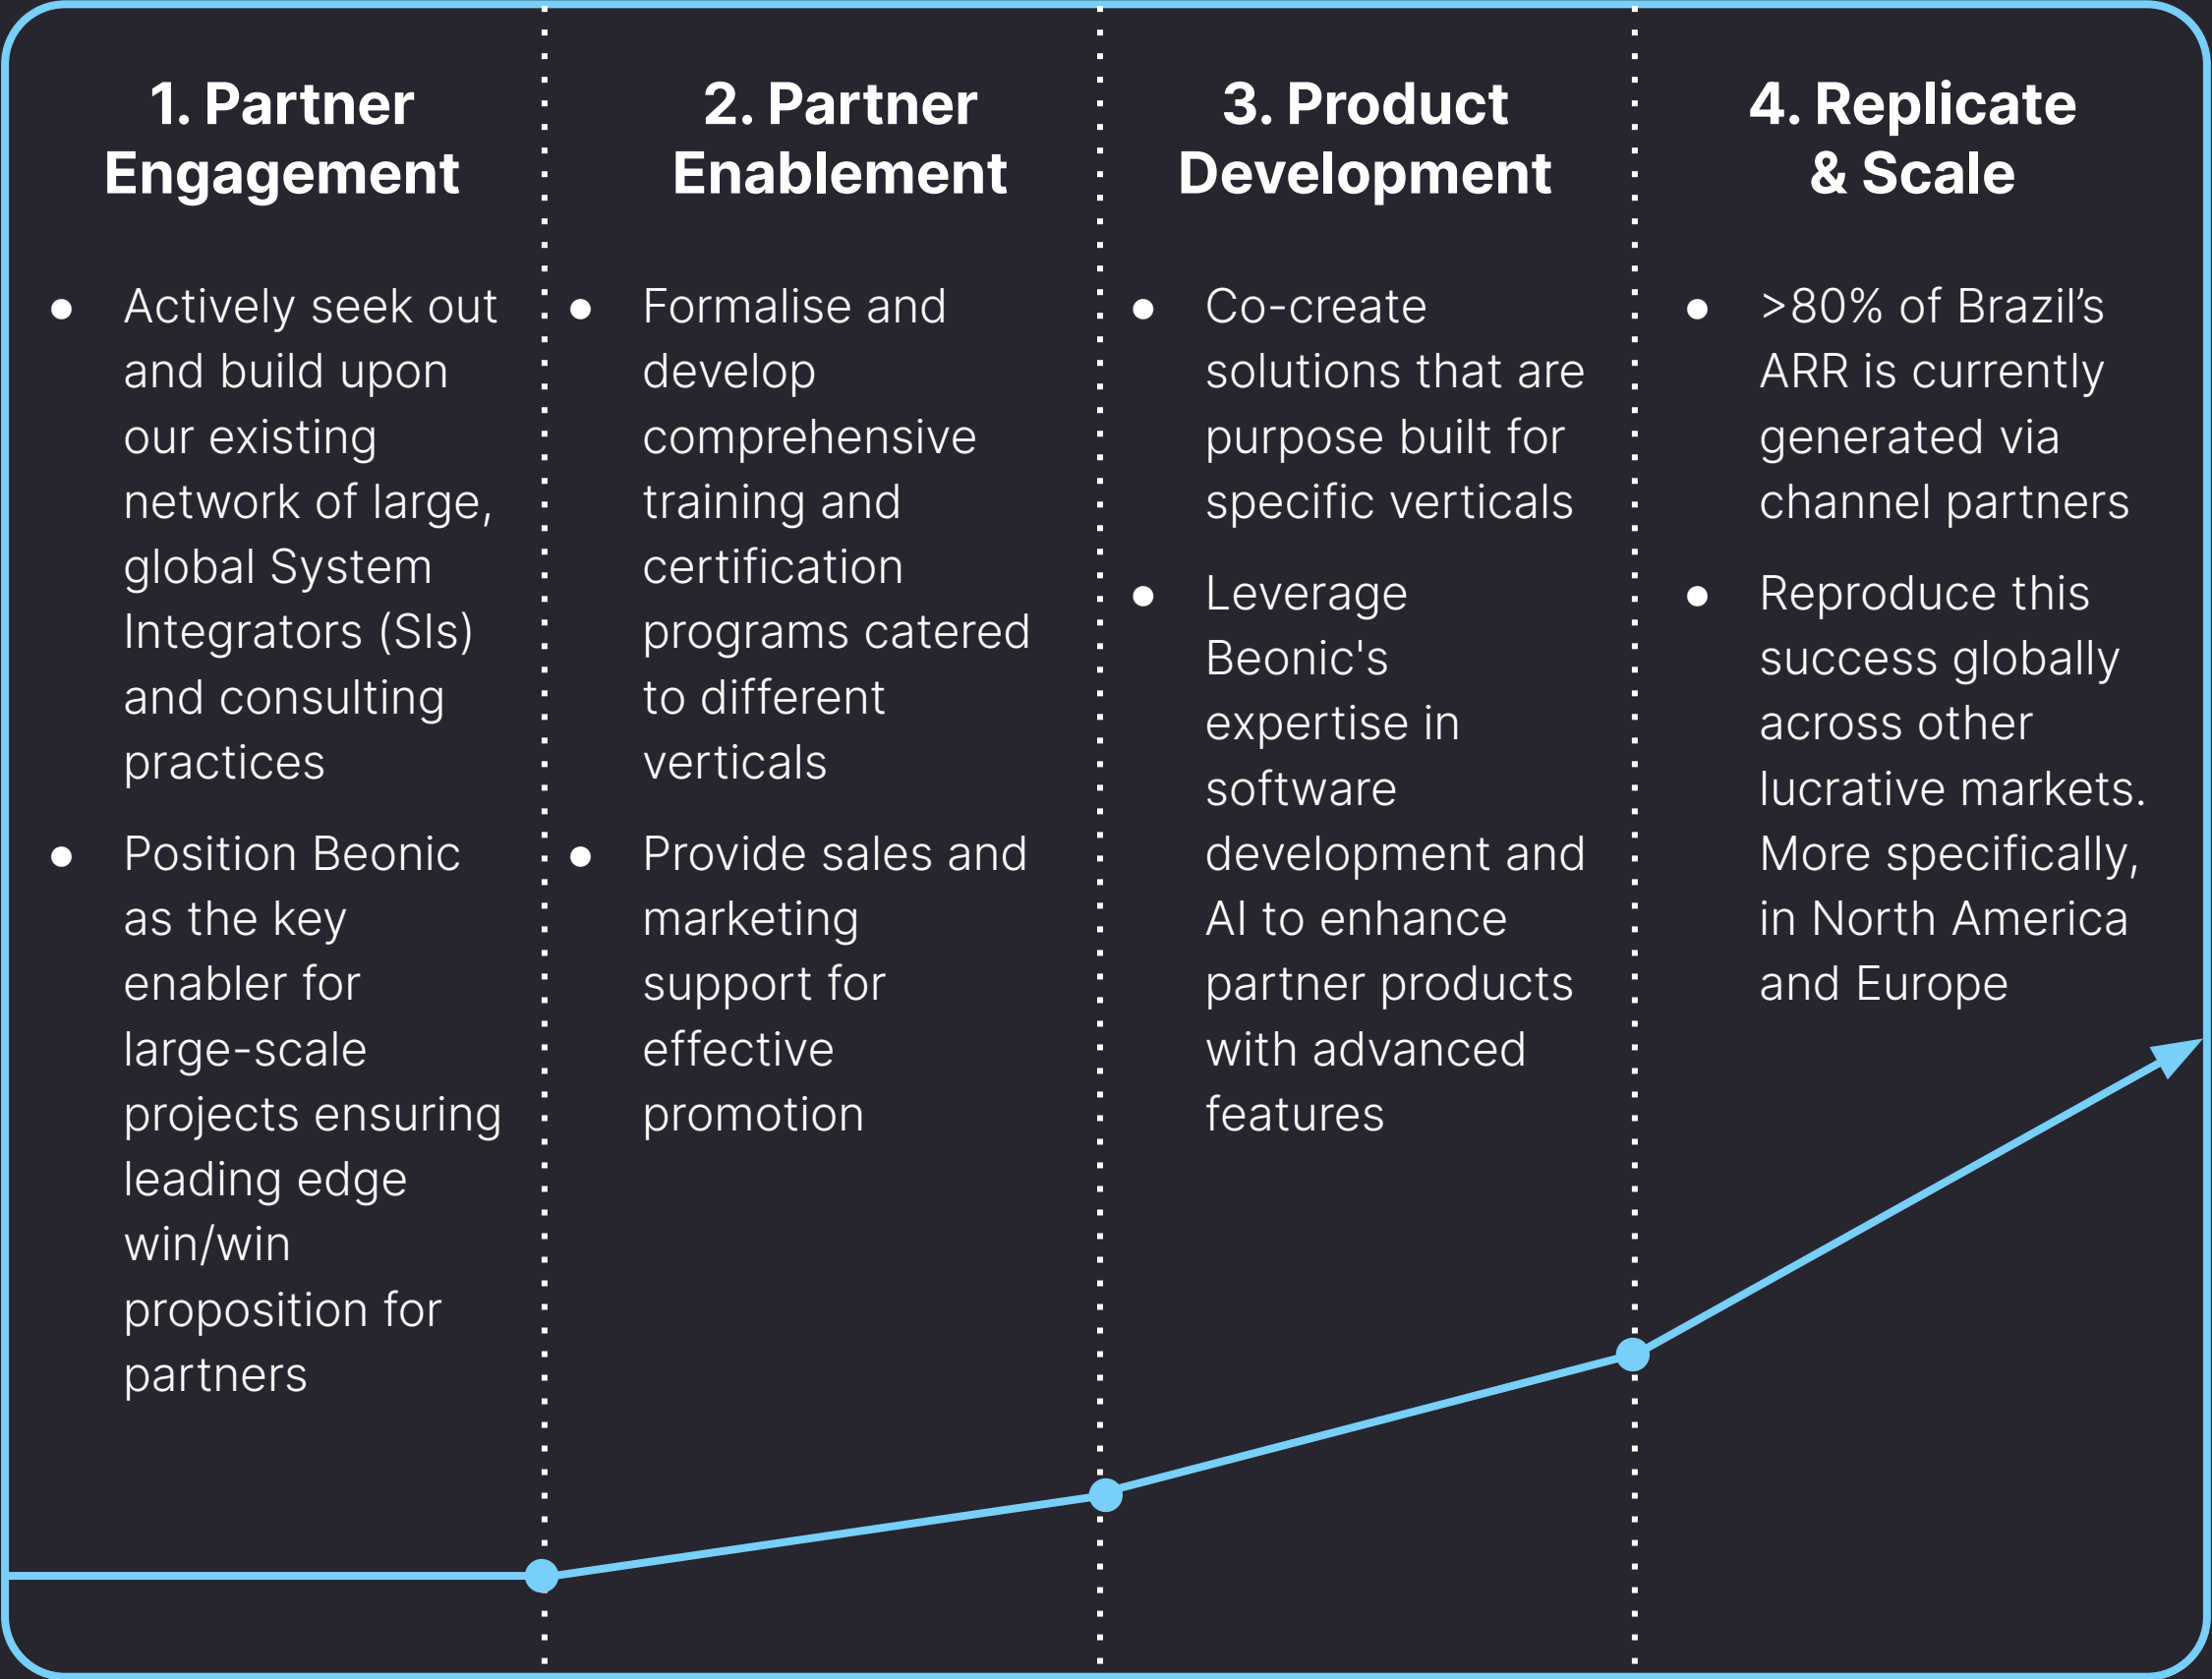 1. Partner
Engagement
● Actively seek out
and build upon
our existing
network of large,
global System
Integrators (SIs)
and consulting
practices
● Position Beonic
as the key
enabler for
large-scale
projects ensuring
leading edge
win/win
proposition for
partners
2. Partner
Enablement
● Formalise and
develop
comprehensive
training and
certification
programs catered
to different
verticals
● Provide sales and
marketing
support for
effective
promotion
3. Product
Development
● Co-create
solutions that are
purpose built for
specific verticals
● Leverage
Beonic's
expertise in
software
development and
AI to enhance
partner products
with advanced
features
4. Replicate
& Scale
● >80% of Brazil’s
ARR is currently
generated via
channel partners
● Reproduce this
success globally
across other
lucrative markets.
More specifically,
in North America
and Europe